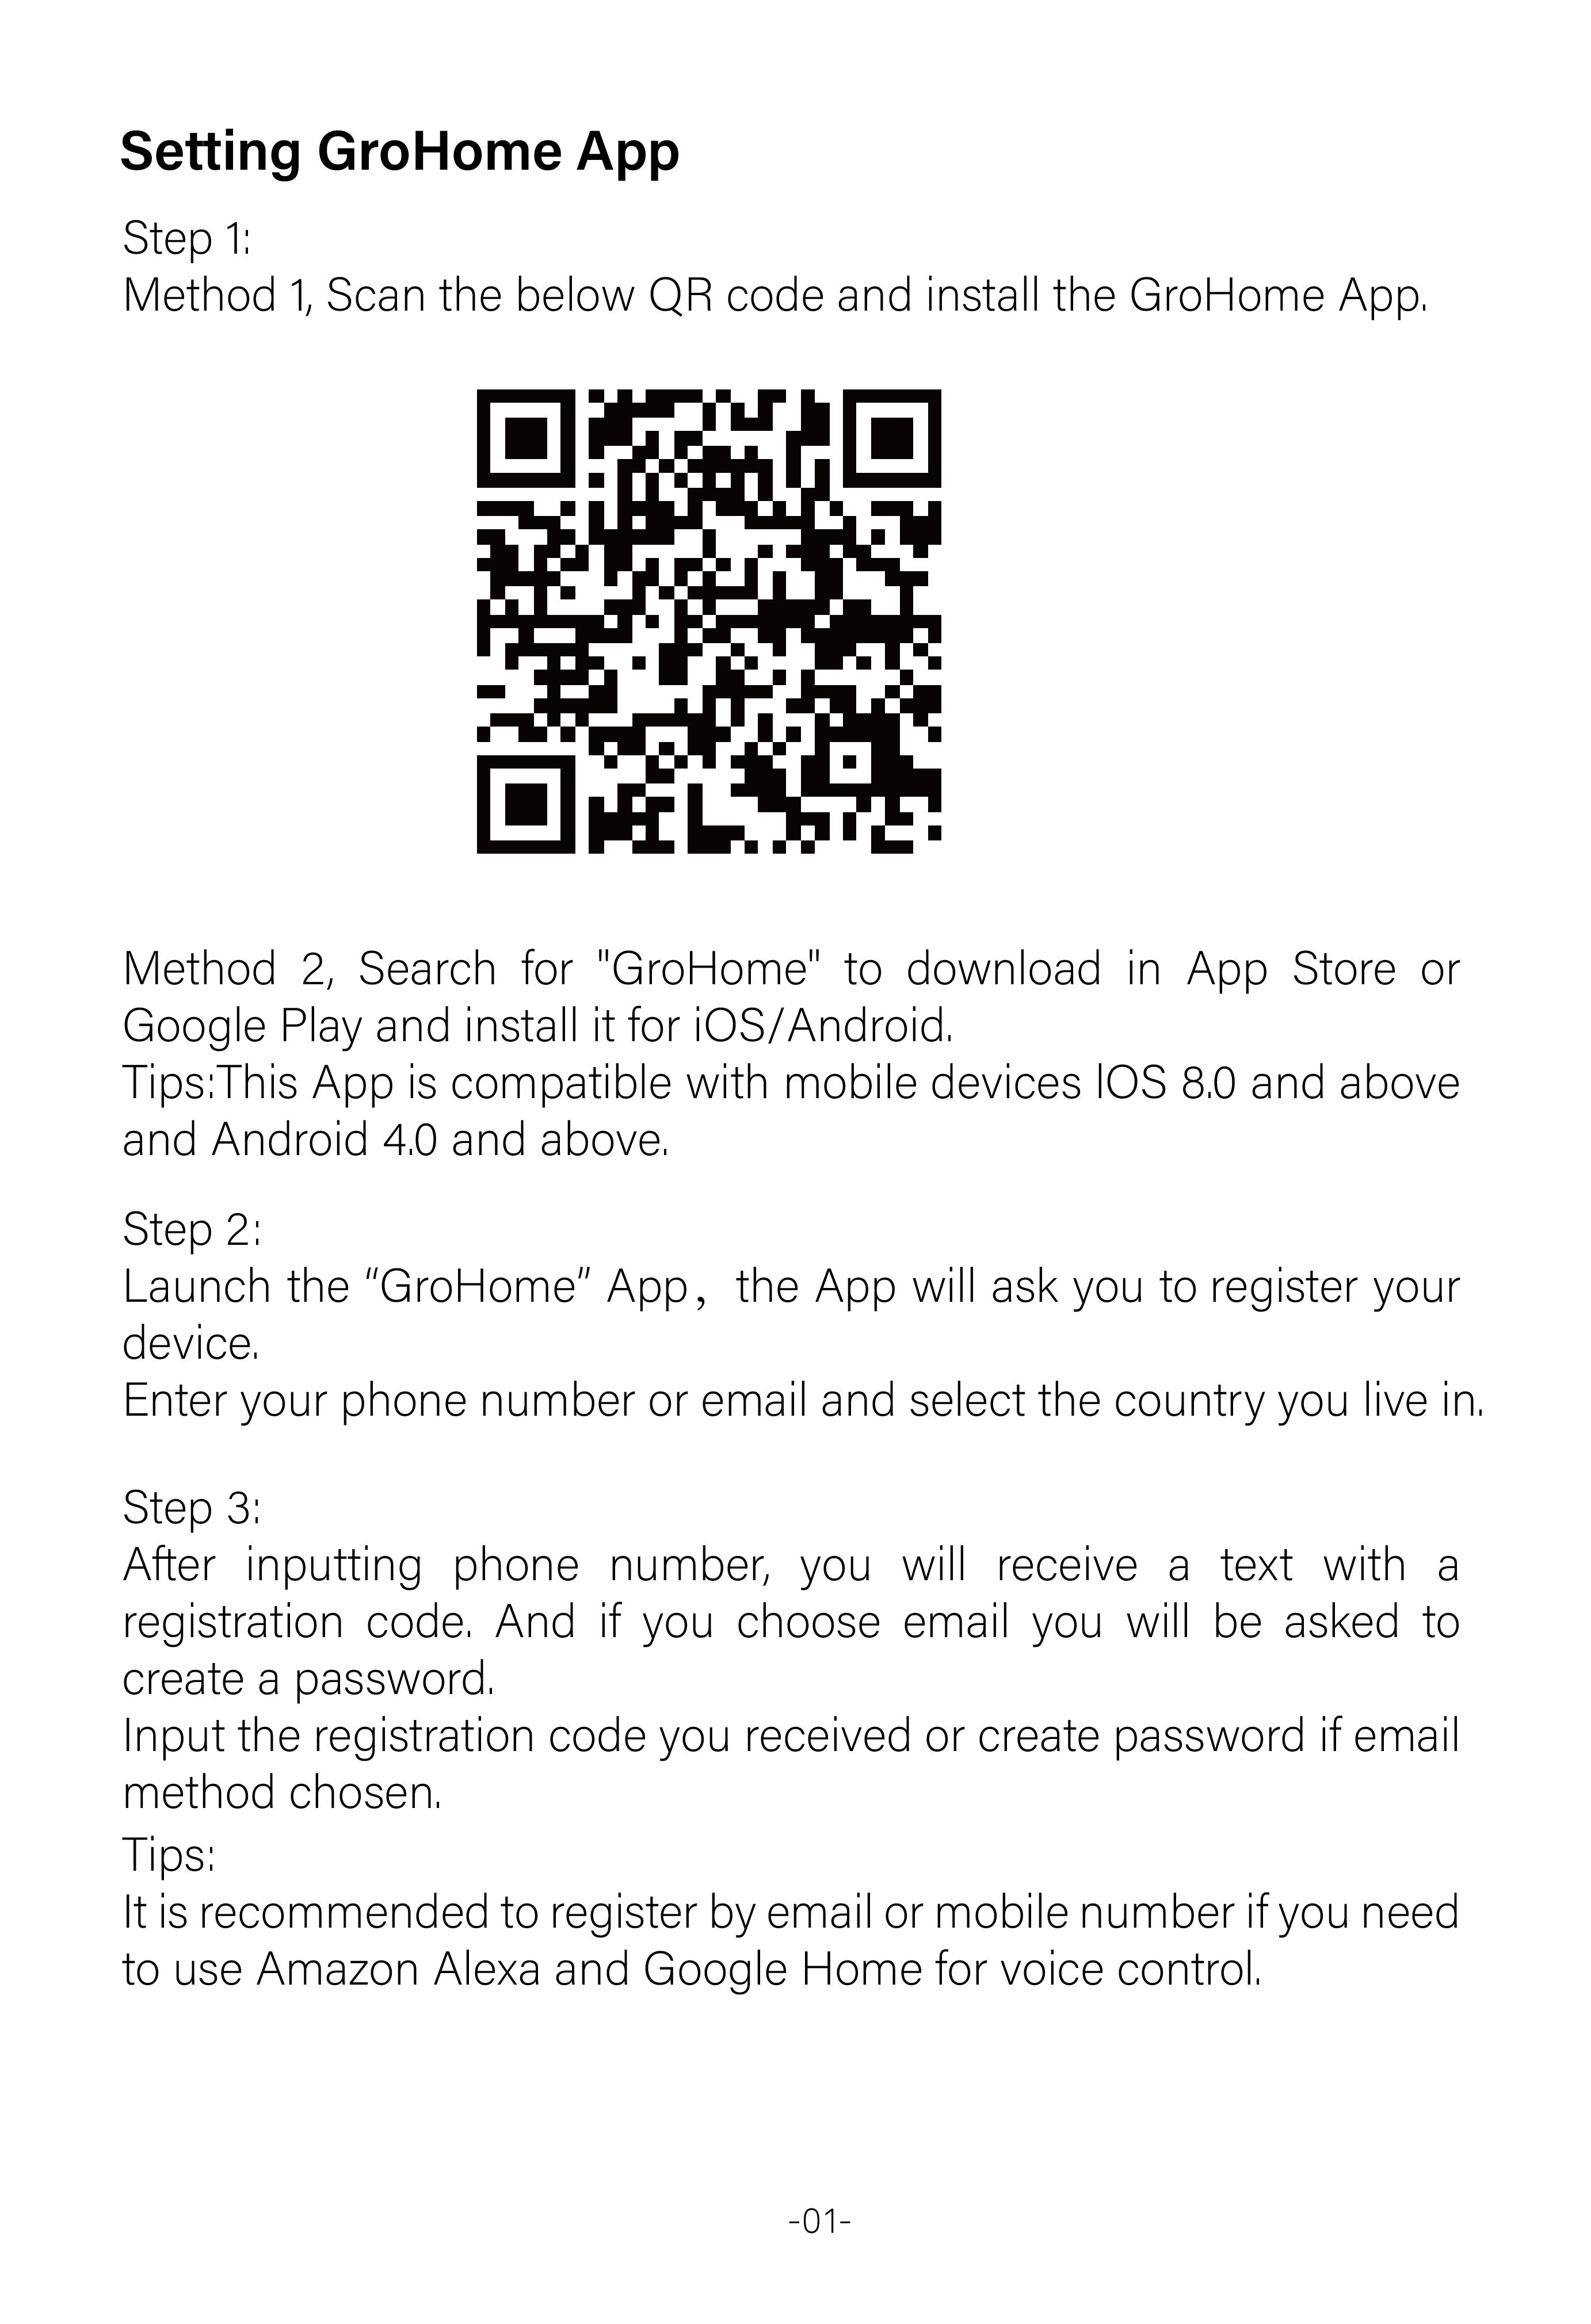 Setting GroHome App
Step 1:
Method 1, Scan the below QR code and install the GroHome App.
Method 2, Search for "GroHome" to download in App Store or
Google Play and install it for iOS/Android.
Tips:This App is compatible with mobile devices lOS 8.0 and above
and Android 4.0 and above.
Step 2:
Launch the “GroHome” App，the App will ask you to register your
device.
Enter your phone number or email and select the country you live in.
Step 3:
After inputting phone number, you will receive a text with a
registration code. And if you choose email you will be asked to
create a password.
Input the registration code you received or create password if email
method chosen.
Tips:
It is recommended to register by email or mobile number if you need
to use Amazon Alexa and Google Home for voice control.
-01-